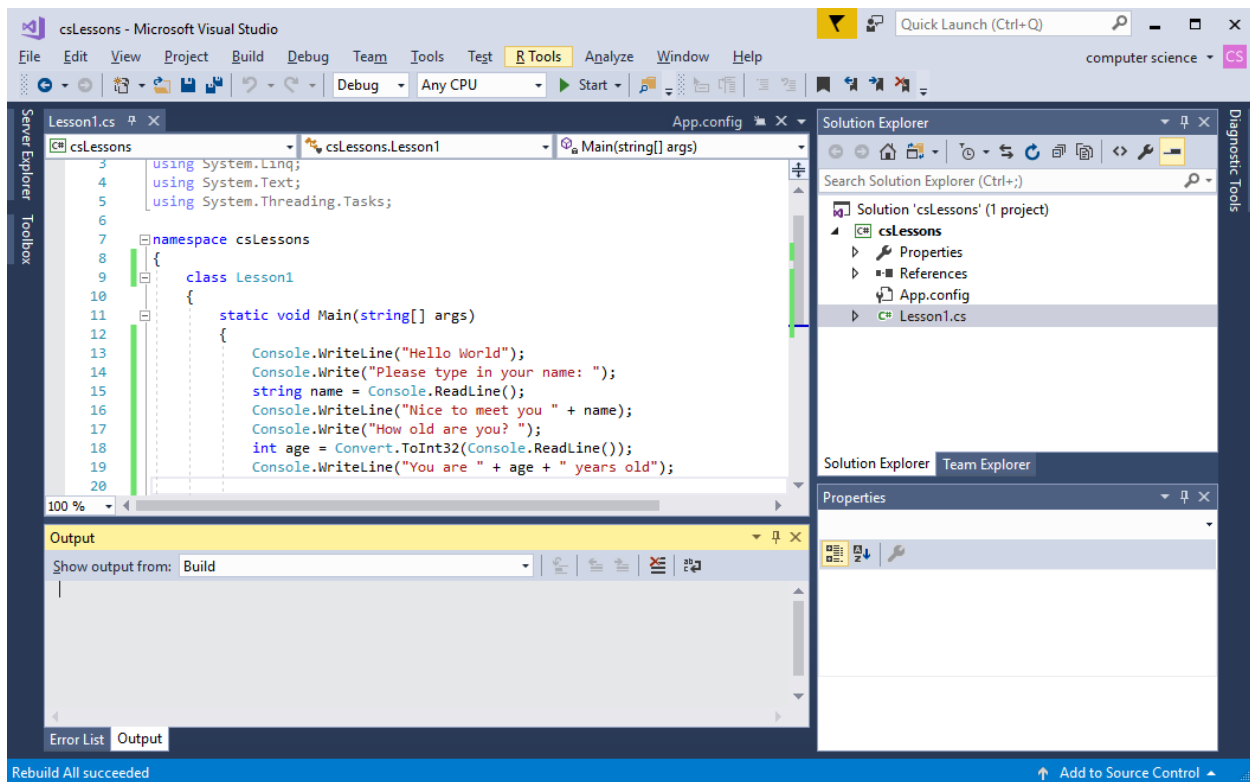 csLessons - Microsoft Visual Studio
Quick Launch (Ctrl+Q)
File Edit View Project Build Debug Team Tools Test R Tools Analyze Window Help
computer science CS
Debug Any CPU Start
Server Explorer
Toolbox
Lesson1.cs App.config
csLessons csLessons.Lesson1 Main(string[] args)
3 using System.Linq;
4 using System.Text;
5 using System.Threading.Tasks;
6
7 namespace csLessons
8 {
9 class Lesson1
10 {
11 static void Main(string[] args)
12 {
13 Console.WriteLine("Hello World");
14 Console.Write("Please type in your name: ");
15 string name = Console.ReadLine();
16 Console.WriteLine("Nice to meet you " + name);
17 Console.Write("How old are you? ");
18 int age = Convert.ToInt32(Console.ReadLine());
19 Console.WriteLine("You are " + age + " years old");
20
100 %
Output
Show output from: Build
Error List Output
Solution Explorer
Search Solution Explorer (Ctrl+;)
Solution 'csLessons' (1 project)
C# csLessons
Properties
References
App.config
C# Lesson1.cs
Solution Explorer Team Explorer
Properties
Diagnostic Tools
Rebuild All succeeded
Add to Source Control